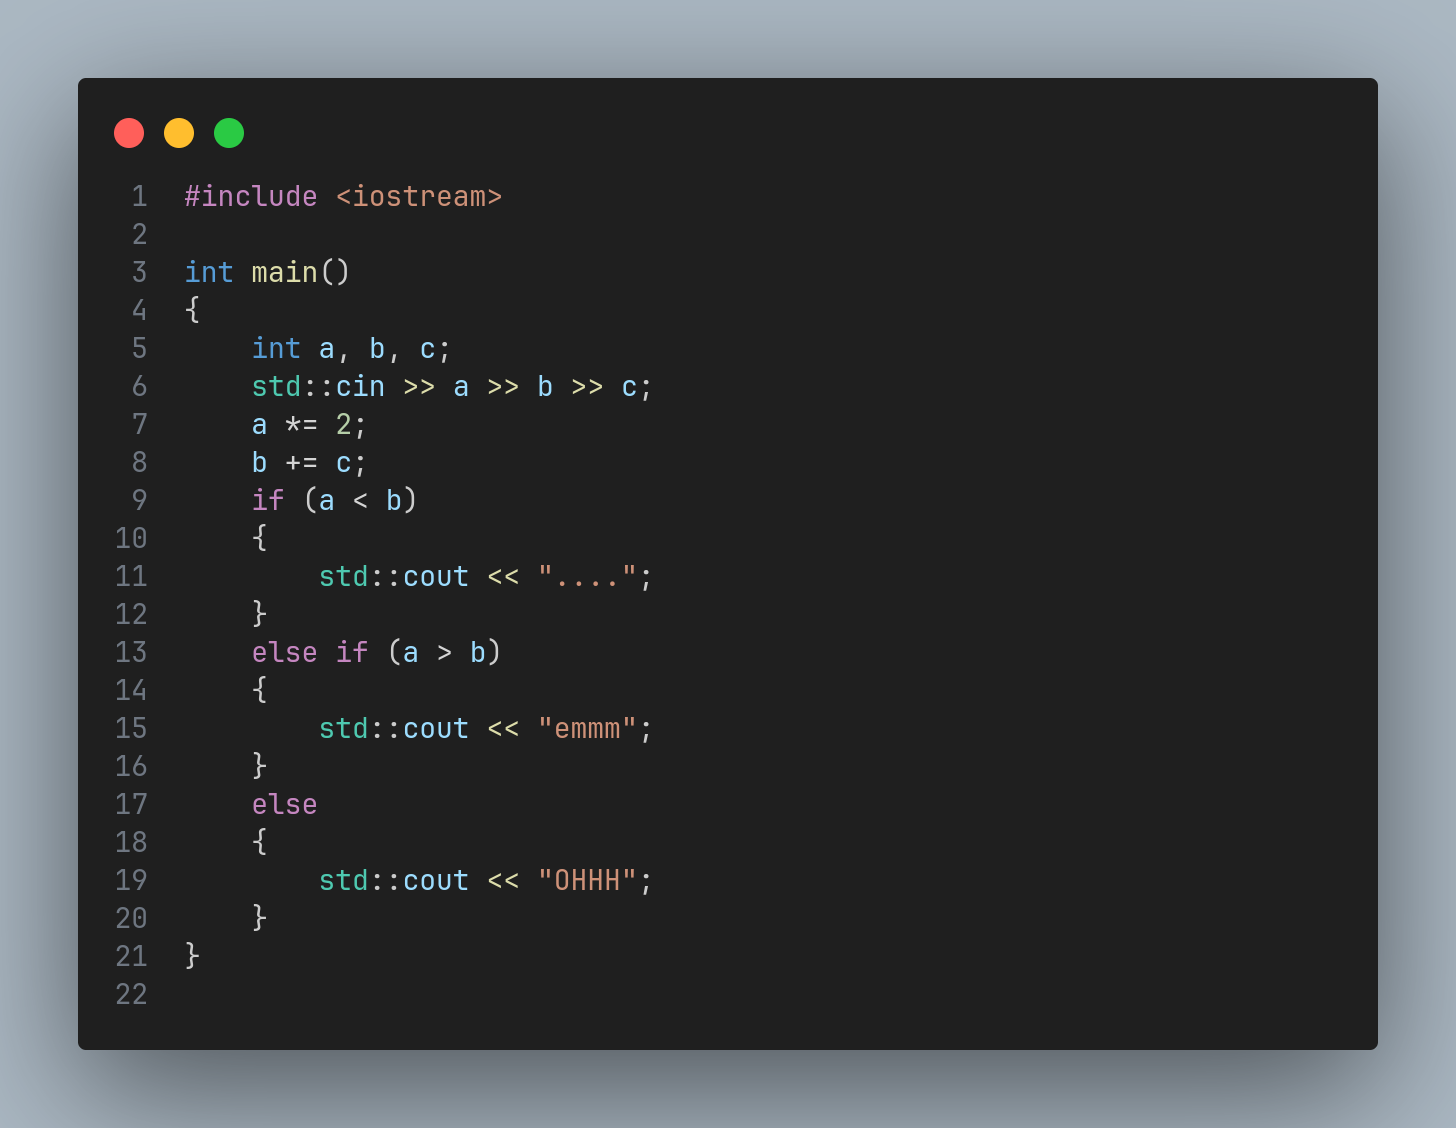 1 #include <iostream>
2
3 int main()
4 {
5     int a, b, c;
6     std::cin >> a >> b >> c;
7     a *= 2;
8     b += c;
9     if (a < b)
10     {
11         std::cout << "....";
12     }
13     else if (a > b)
14     {
15         std::cout << "emmm";
16     }
17     else
18     {
19         std::cout << "OHHH";
20     }
21 }
22